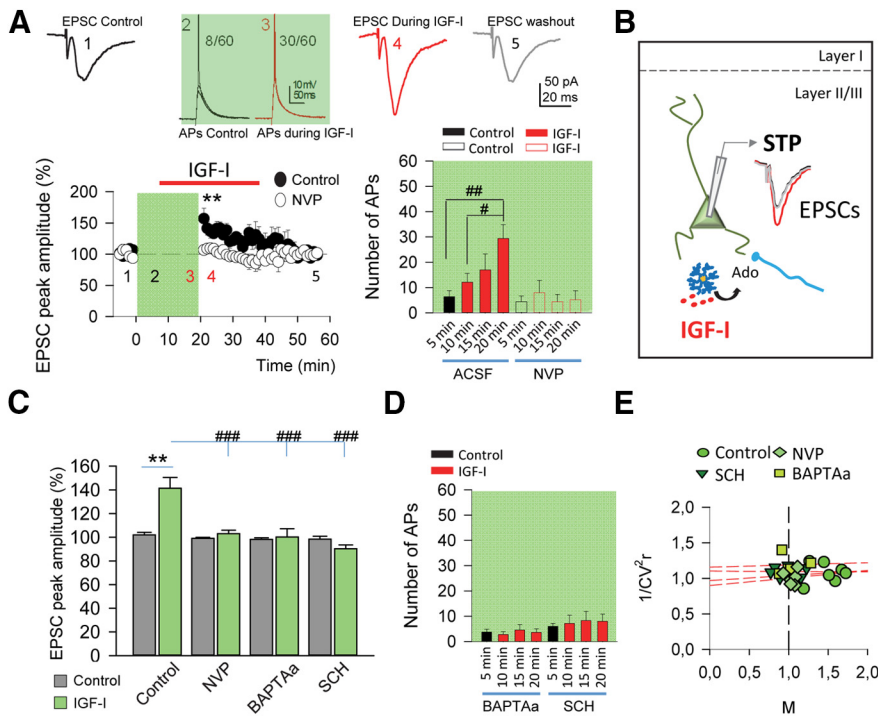 A
EPSC Control
1
2
8/60
APs Control
3
30/60
10 mV
50ms
APs during IGF-I
EPSC During IGF-I
4
EPSC washout
5
50 pA
20 ms
IGF-I
Control
NVP
**
EPSC peak amplitude (%)
200
150
100
50
0
1
2
3
4
5
0 10 20 30 40 50 60
Time (min)
Control IGF-I
Control IGF-I
Number of APs
60
50
40
30
20
10
0
##
#
5 min
10 min
15 min
20 min
5 min
10 min
15 min
20 min
ACSF NVP
B
Layer I
Layer II/III
STP
EPSCs
Ado
IGF-I
C
### ### ###
**
EPSC peak amplitude (%)
160
140
120
100
80
60
40
20
0
Control
NVP
BAPTAa
SCH
Control
IGF-I
D
Control
IGF-I
Number of APs
60
50
40
30
20
10
0
5 min
10 min
15 min
20 min
5 min
10 min
15 min
20 min
BAPTAa SCH
E
Control NVP
SCH BAPTAa
1/CV²r
2,0
1,5
1,0
0,5
0,0
0,0 0,5 1,0 1,5 2,0
M